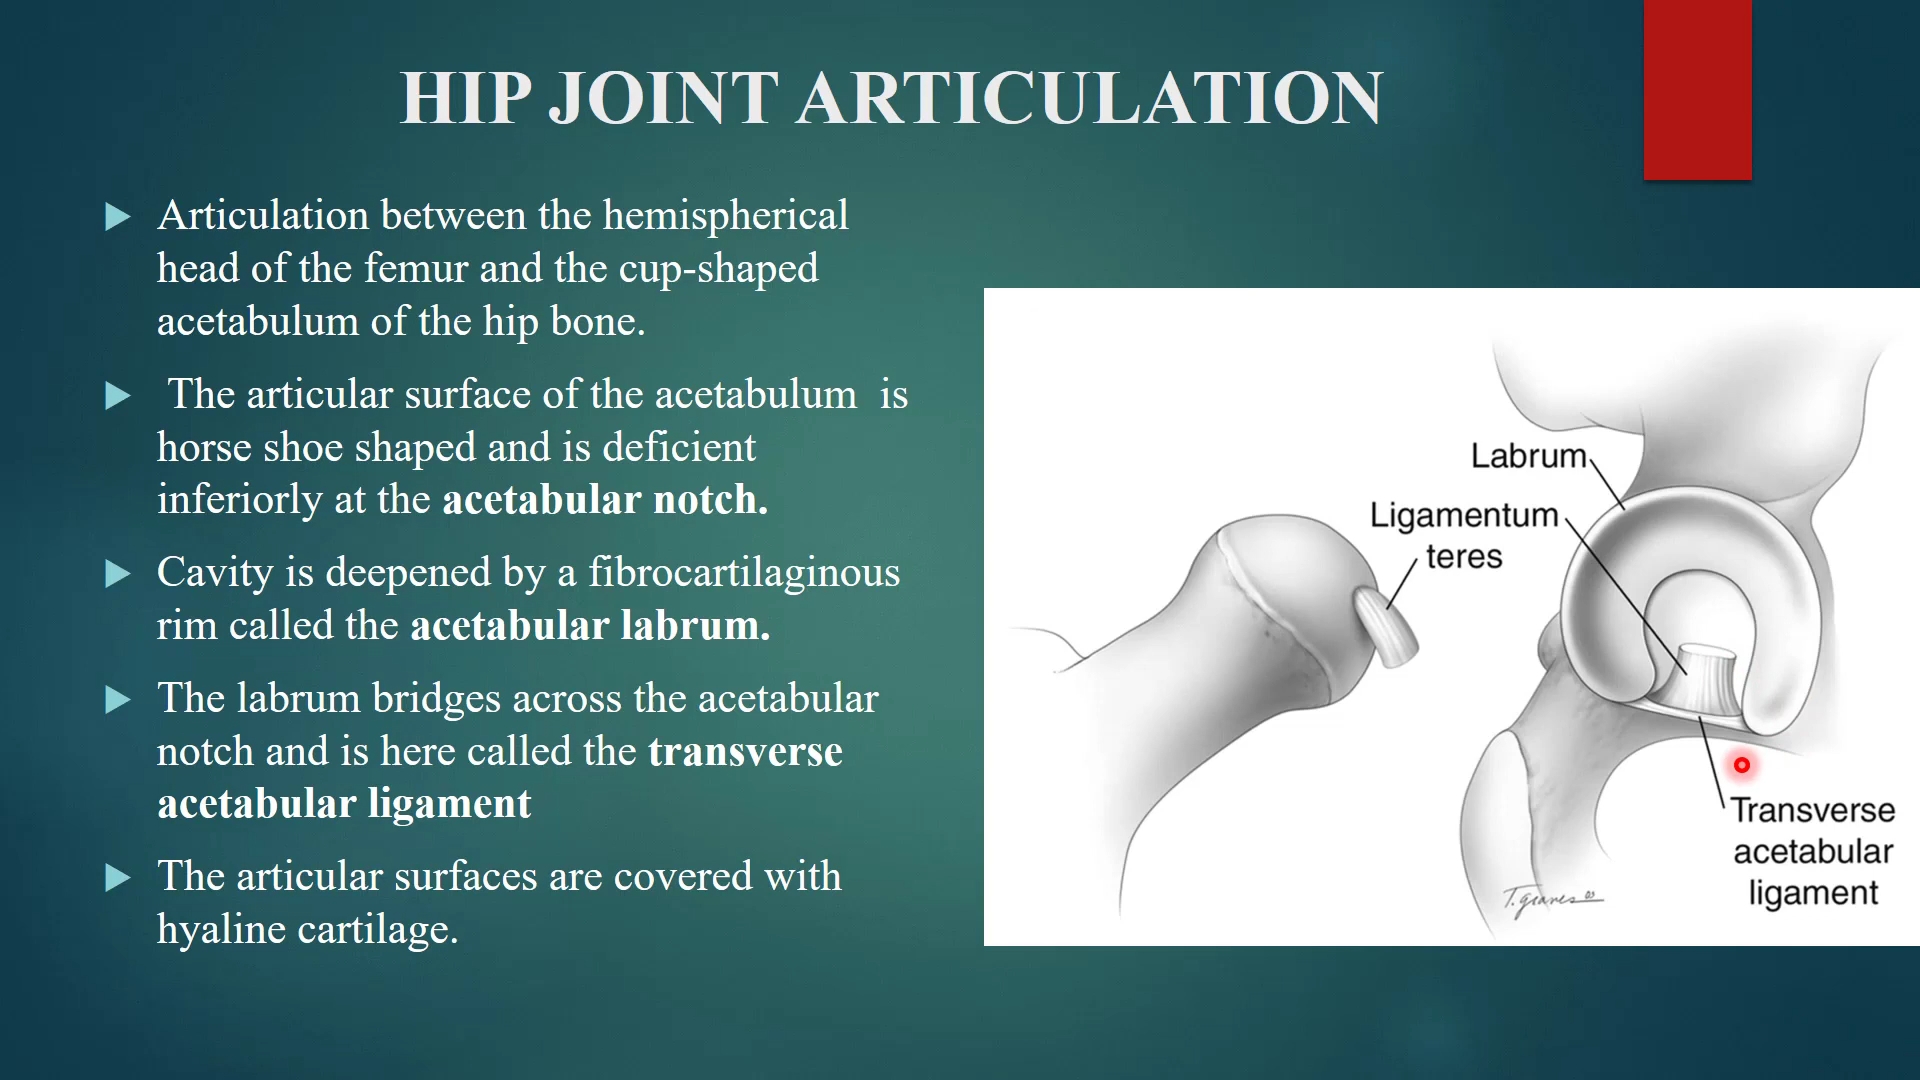 HIP JOINT ARTICULATION
Articulation between the hemispherical
head of the femur and the cup-shaped
acetabulum of the hip bone.
The articular surface of the acetabulum is
horse shoe shaped and is deficient
inferiorly at the acetabular notch.
Cavity is deepened by a fibrocartilaginous
rim called the acetabular labrum.
The labrum bridges across the acetabular
notch and is here called the transverse
acetabular ligament
The articular surfaces are covered with
hyaline cartilage.
Labrum
Ligamentum
teres
Transverse
acetabular
ligament
T. Graves 03